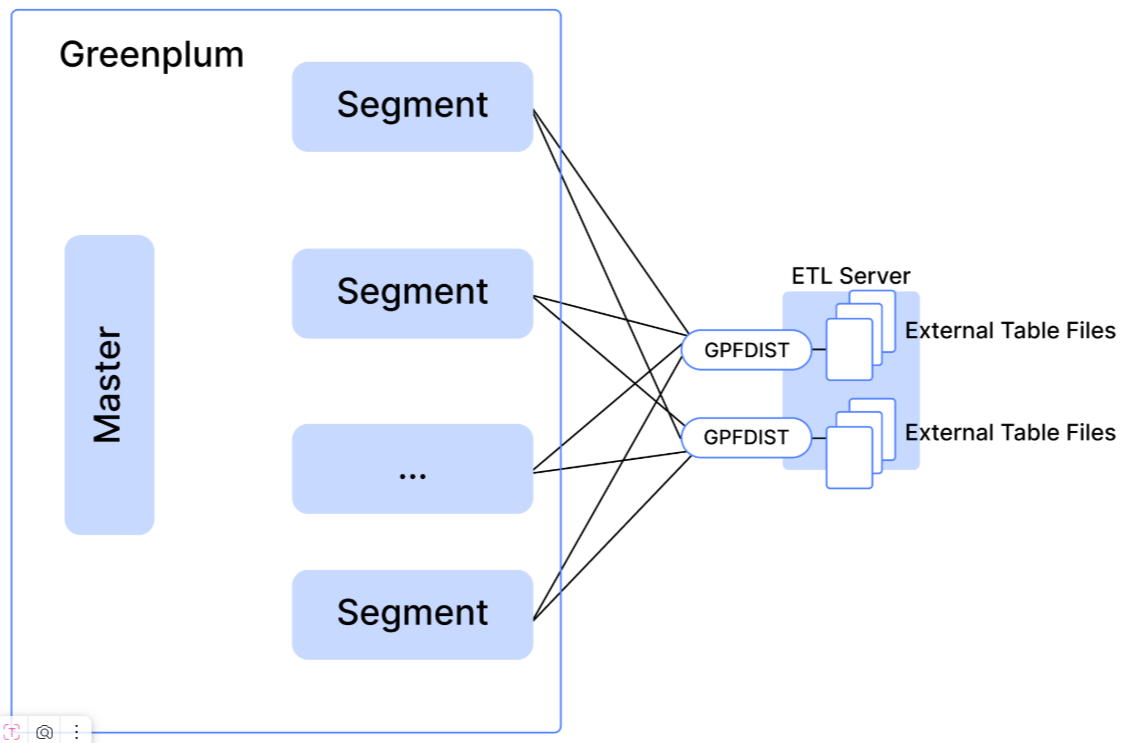 Greenplum
Segment
Segment
Master
...
Segment
ETL Server
GPFDIST
External Table Files
GPFDIST
External Table Files